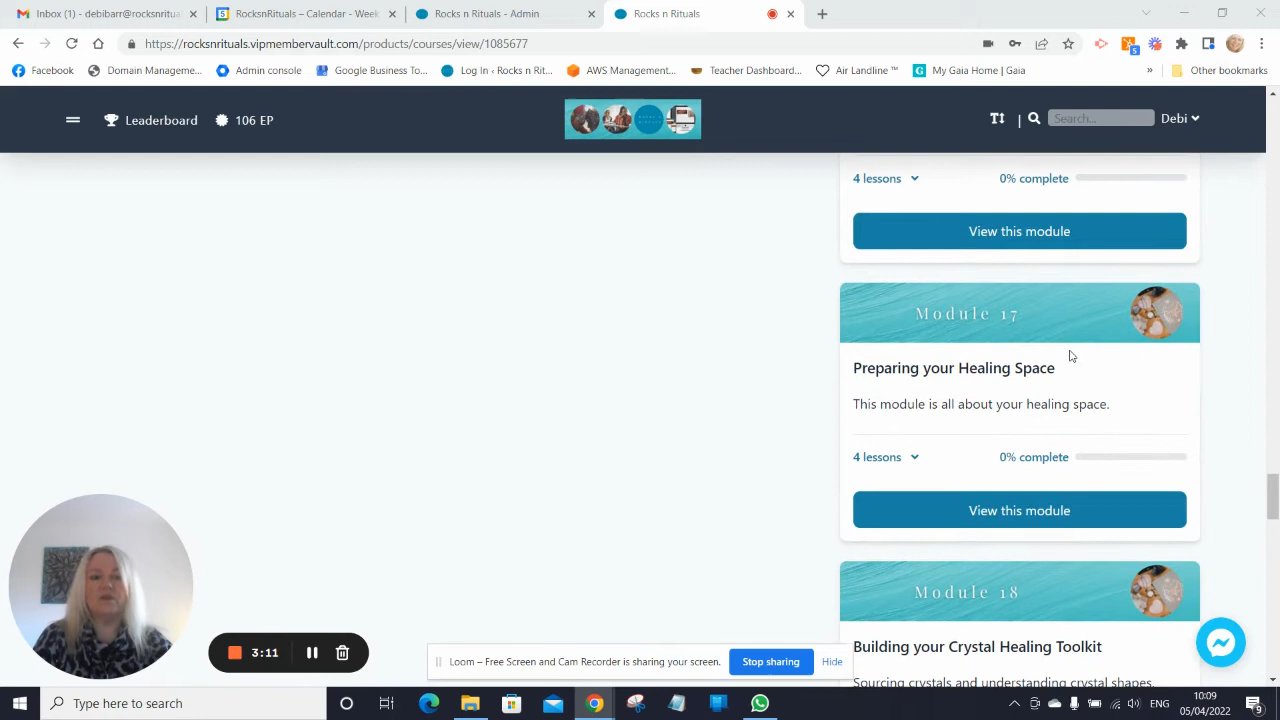 Inbox (1) - debibarr@rocksnritual
RocksnRituals – Calendar - Week
Rocks n Rituals - Admin
Rocks n Rituals
https://rocksnrituals.vipmembervault.com/products/courses/view/1085677
5
Facebook
Domain Manageme...
Admin console
Google Business To...
Log In ‹ Rocks n Rit...
AWS Management...
Teacher Dashboard...
Air Landline ™
My Gaia Home | Gaia
»
Other bookmarks
Leaderboard
106 EP
T
|
Search...
Debi
4 lessons
0% complete
View this module
Module 17
Preparing your Healing Space
This module is all about your healing space.
4 lessons
0% complete
View this module
Module 18
Building your Crystal Healing Toolkit
Sourcing crystals and understanding crystal shapes.
3:11
Loom – Free Screen and Cam Recorder is sharing your screen.
Stop sharing
Hide
Type here to search
ENG
10:09
05/04/2022
9